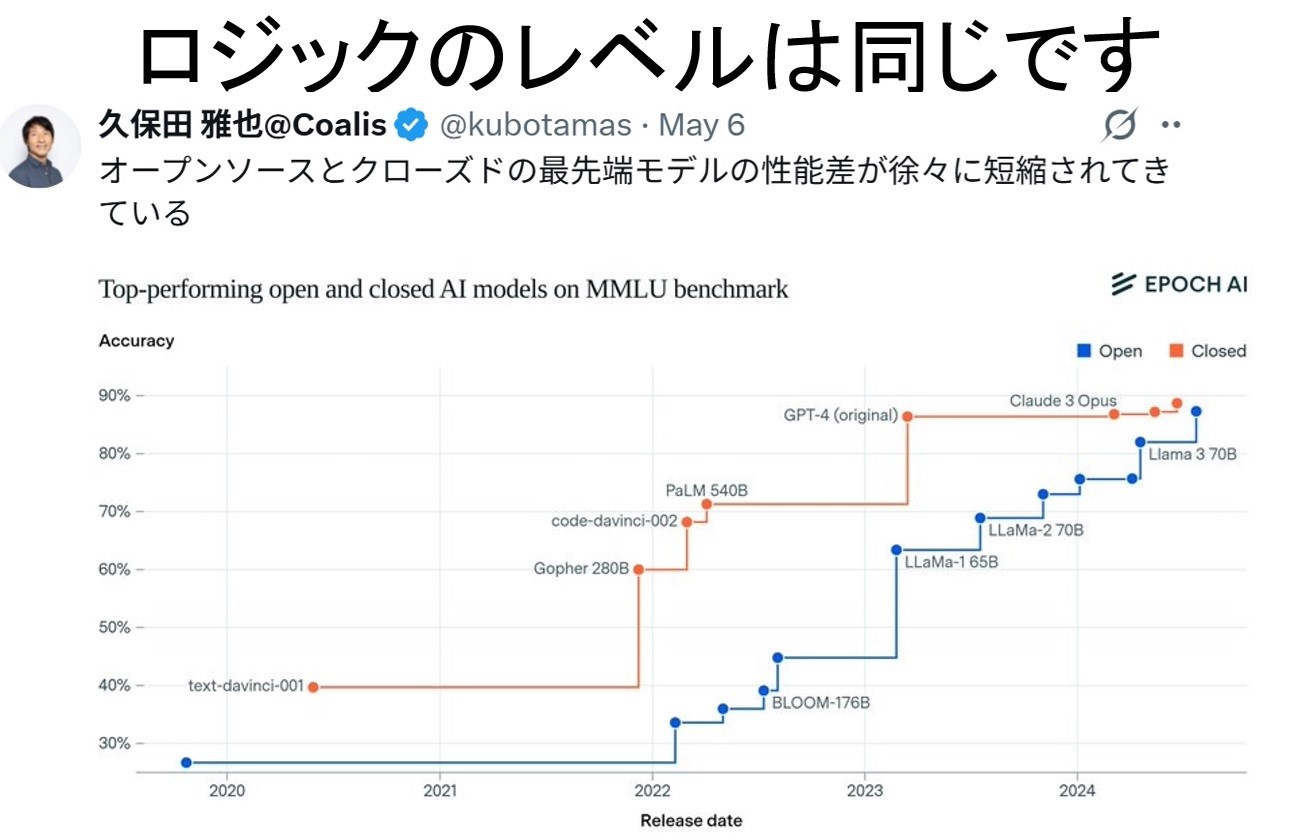 ロジックのレベルは同じです
久保田 雅也@Coalis @kubotamas · May 6
オープンソースとクローズドの最先端モデルの性能差が徐々に短縮されてき
ている
Top-performing open and closed AI models on MMLU benchmark
EPOCH AI
Accuracy
Open Closed
90%
80%
70%
60%
50%
40%
30%
Claude 3 Opus
GPT-4 (original)
Llama 3 70B
PaLM 540B
code-davinci-002
LLaMa-2 70B
Gopher 280B
LLaMa-1 65B
text-davinci-001
BLOOM-176B
2020 2021 2022 2023 2024
Release date